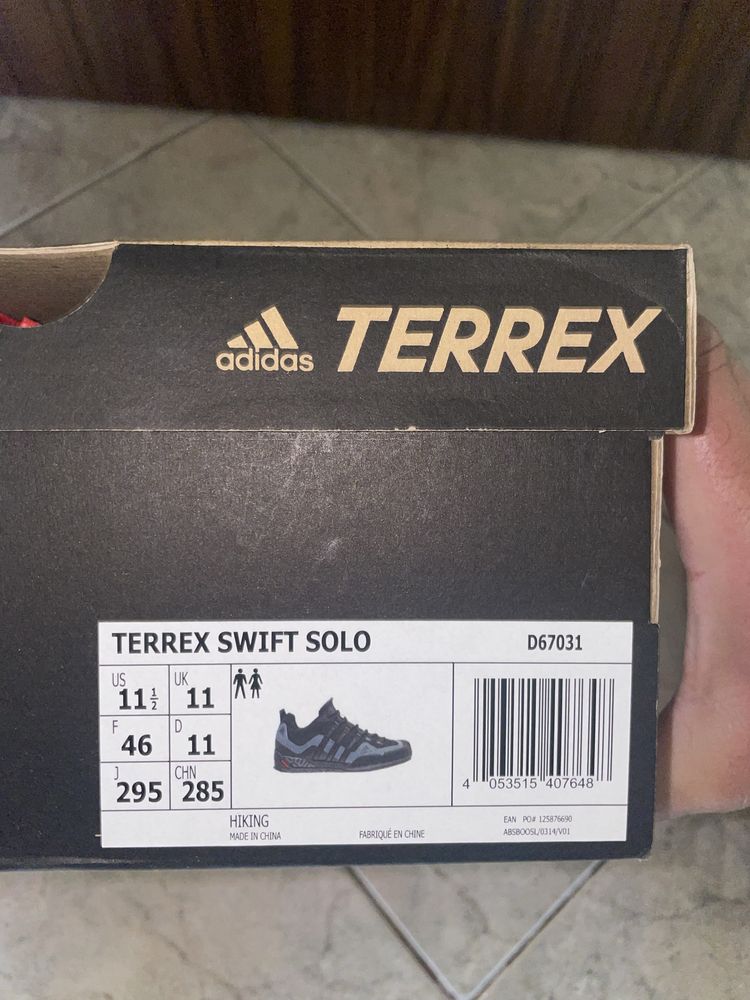 adidas TERREX
TERREX SWIFT SOLO D67031
US 11 1/2 UK 11
F 46 D 11
J 295 CHN 285
4 053515 407648
HIKING
MADE IN CHINA FABRIQUÉ EN CHINE
EAN PO# 125876690
ABSBOOSL/0314/V01